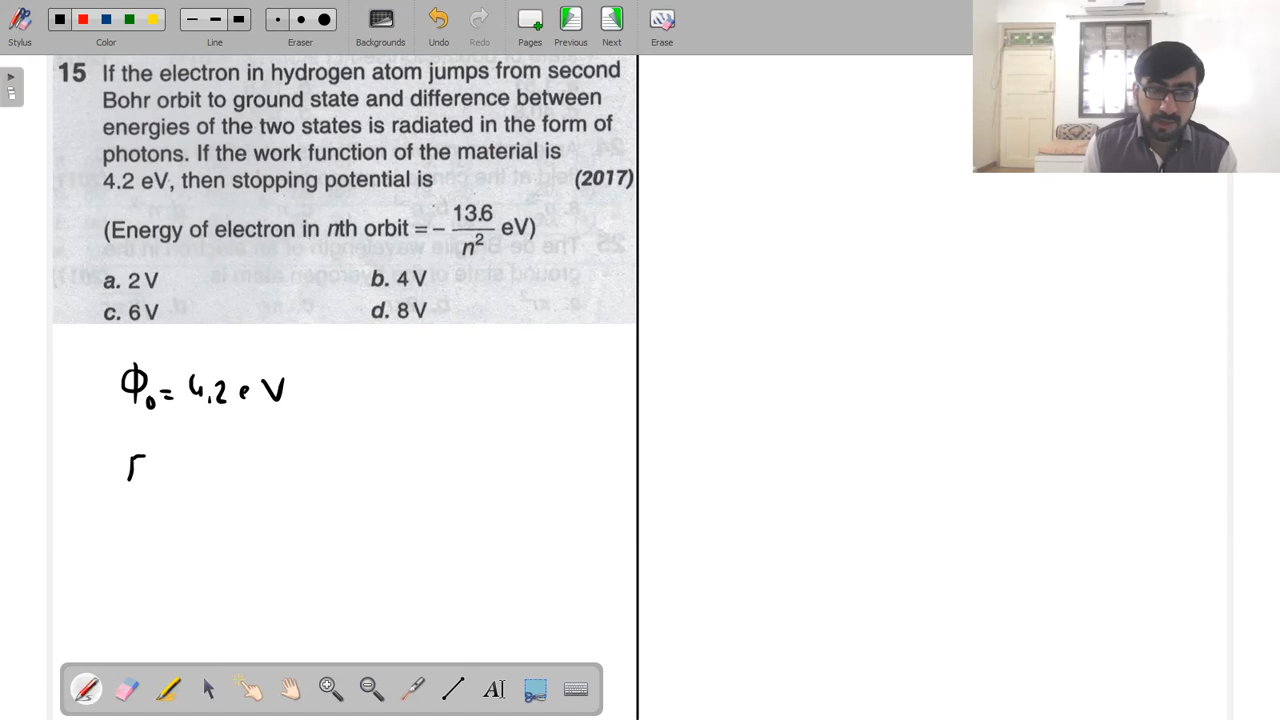 Stylus
Color
Line
Eraser
Backgrounds
Undo
Redo
Pages
Previous
Next
Erase
15 If the electron in hydrogen atom jumps from second
Bohr orbit to ground state and difference between
energies of the two states is radiated in the form of
photons. If the work function of the material is
4.2 eV, then stopping potential is (2017)
(Energy of electron in nth orbit = − 13.6/n² eV)
a. 2 V b. 4 V
c. 6 V d. 8 V
ϕ₀ = 4.2 eV